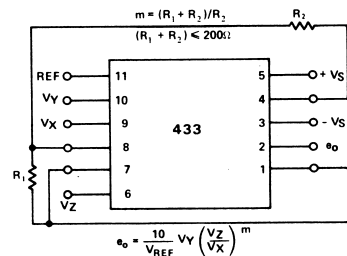 m = (R₁ + R₂)/R₂
(R₁ + R₂) ⩽ 200Ω
R₂
REF 11 5 + VS
VY 10 4
VX 9 3 − VS
433
8 2 eo
7 1
R₁
VZ 6
eo = 10/VREF VY (VZ/VX)^m